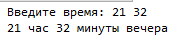 Введите время: 21 32
21 час 32 минуты вечера